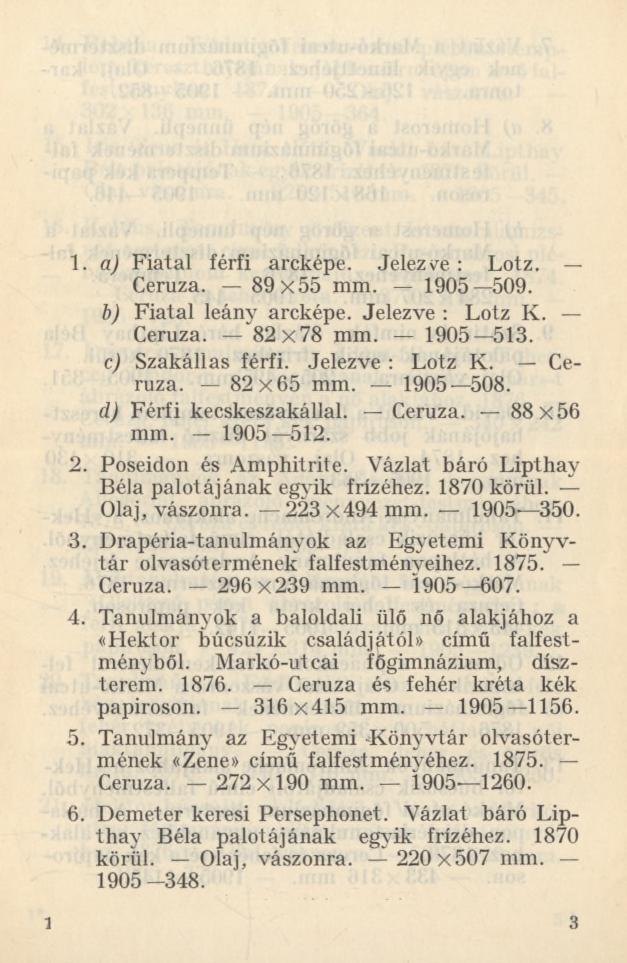 1. a) Fiatal férfi arcképe. Jelezve : Lotz. —
Ceruza. — 89×55 mm. — 1905—509.
b) Fiatal leány arcképe. Jelezve : Lotz K. —
Ceruza. — 82×78 mm. — 1905—513.
c) Szakállas férfi. Jelezve : Lotz K. — Ce-
ruza. — 82×65 mm. — 1905—508.
d) Férfi kecskeszakállal. — Ceruza. — 88×56
mm. — 1905—512.
2. Poseidon és Amphitrite. Vázlat báró Lipthay
Béla palotájának egyik frízéhez. 1870 körül. —
Olaj, vászonra. — 223×494 mm. — 1905—350.
3. Drapéria-tanulmányok az Egyetemi Könyv-
tár olvasótermének falfestményeihez. 1875. —
Ceruza. — 296×239 mm. — 1905—607.
4. Tanulmányok a baloldali ülő nő alakjához a
«Hektor búcsúzik családjától» című falfest-
ményből. Markó-utcai főgimnázium, dísz-
terem. 1876. — Ceruza és fehér kréta kék
papiroson. — 316×415 mm. — 1905—1156.
5. Tanulmány az Egyetemi Könyvtár olvasóter-
mének «Zene» című falfestményéhez. 1875. —
Ceruza. — 272×190 mm. — 1905—1260.
6. Demeter keresi Persephonet. Vázlat báró Lip-
thay Béla palotájának egyik frízéhez. 1870
körül. — Olaj, vászonra. — 220×507 mm. —
1905—348.
1 3